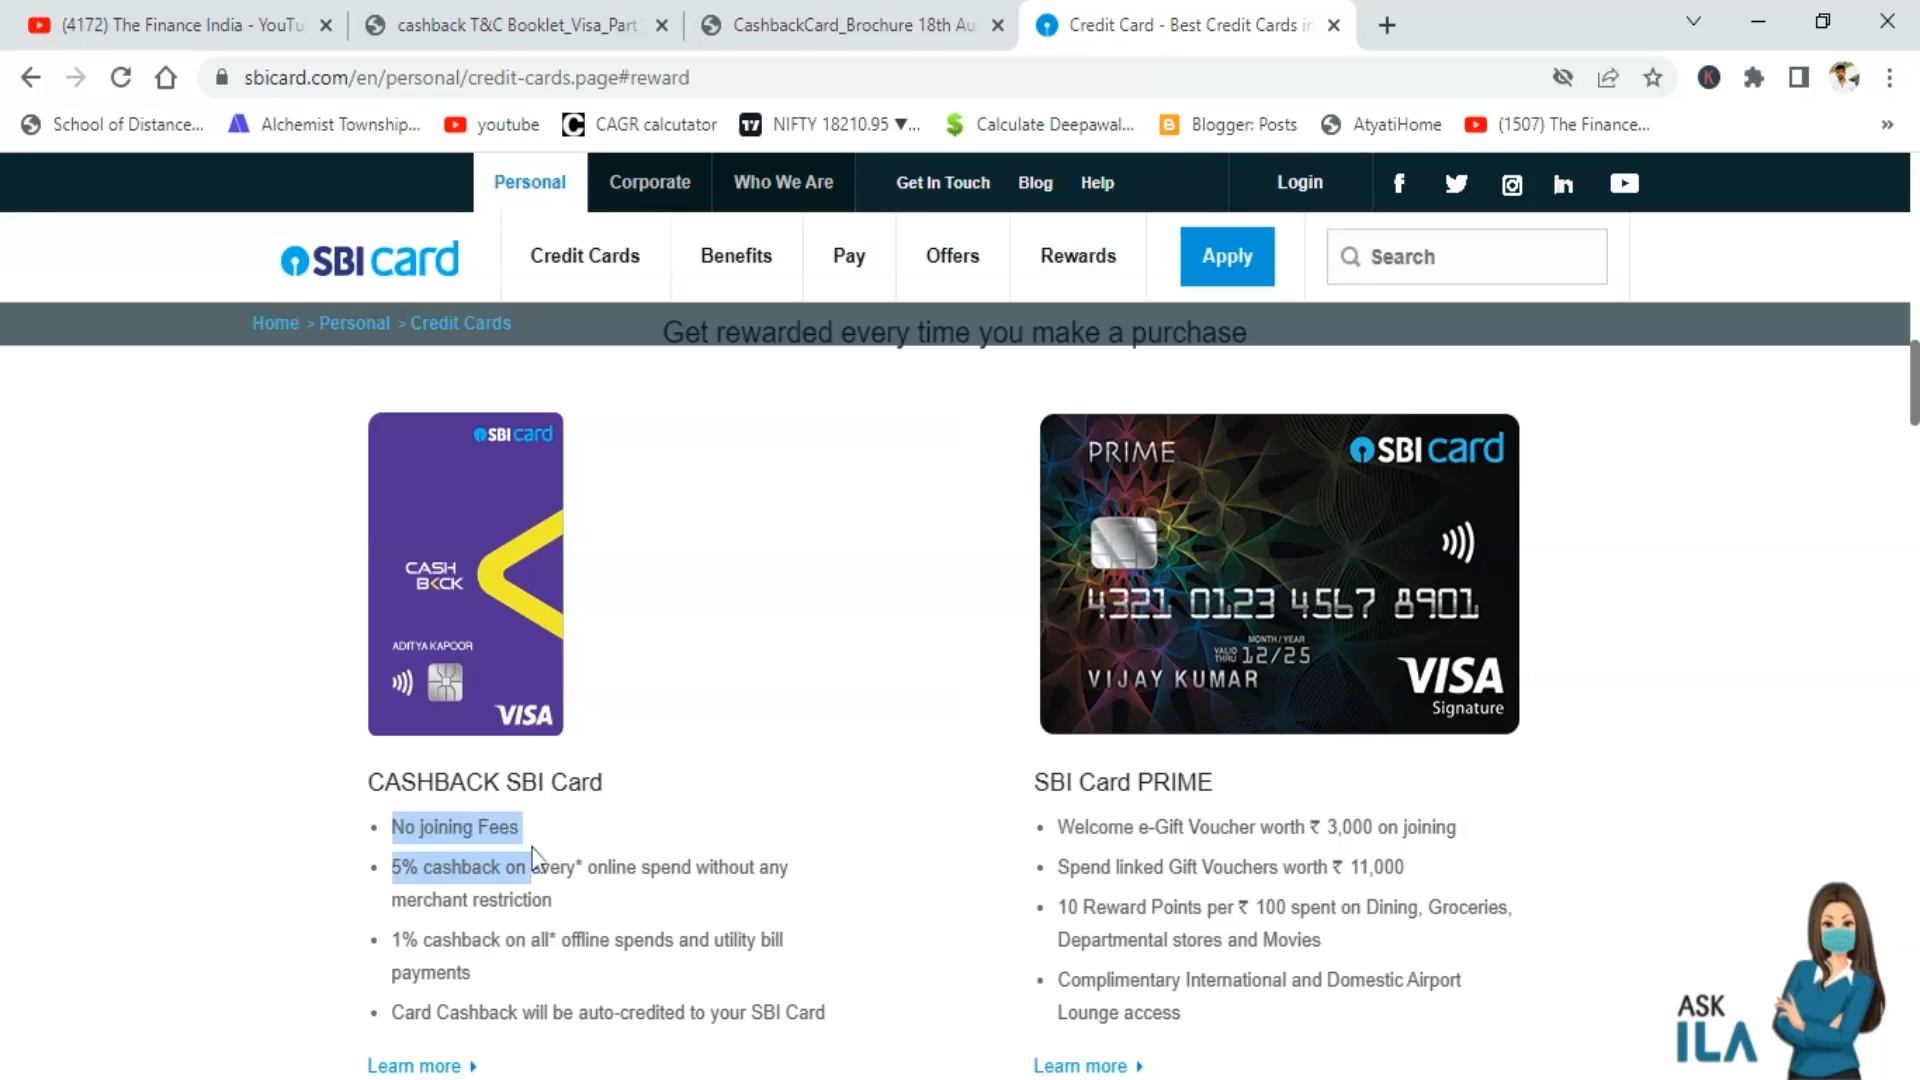 (4172) The Finance India - YouTu
cashback T&C Booklet_Visa_Part
CashbackCard_Brochure 18th Au
Credit Card - Best Credit Cards in
sbicard.com/en/personal/credit-cards.page#reward
School of Distance...
Alchemist Township...
youtube
CAGR calcutator
NIFTY 18210.95 ▼...
Calculate Deepawal...
Blogger: Posts
AtyatiHome
(1507) The Finance...
»
Personal
Corporate
Who We Are
Get In Touch
Blog
Help
Login
SBI card
Credit Cards
Benefits
Pay
Offers
Rewards
Apply
Search
Home > Personal > Credit Cards
Get rewarded every time you make a purchase
SBI card
CASH
B<CK
ADITYA KAPOOR
VISA
PRIME
SBI card
4321 0123 4567 8901
MONTH/YEAR
VALID
THRU 12/25
VIJAY KUMAR
VISA
Signature
CASHBACK SBI Card
• No joining Fees
• 5% cashback on every* online spend without any
merchant restriction
• 1% cashback on all* offline spends and utility bill
payments
• Card Cashback will be auto-credited to your SBI Card
Learn more
SBI Card PRIME
• Welcome e-Gift Voucher worth ₹ 3,000 on joining
• Spend linked Gift Vouchers worth ₹ 11,000
• 10 Reward Points per ₹ 100 spent on Dining, Groceries,
Departmental stores and Movies
• Complimentary International and Domestic Airport
Lounge access
Learn more
ASK
ILA